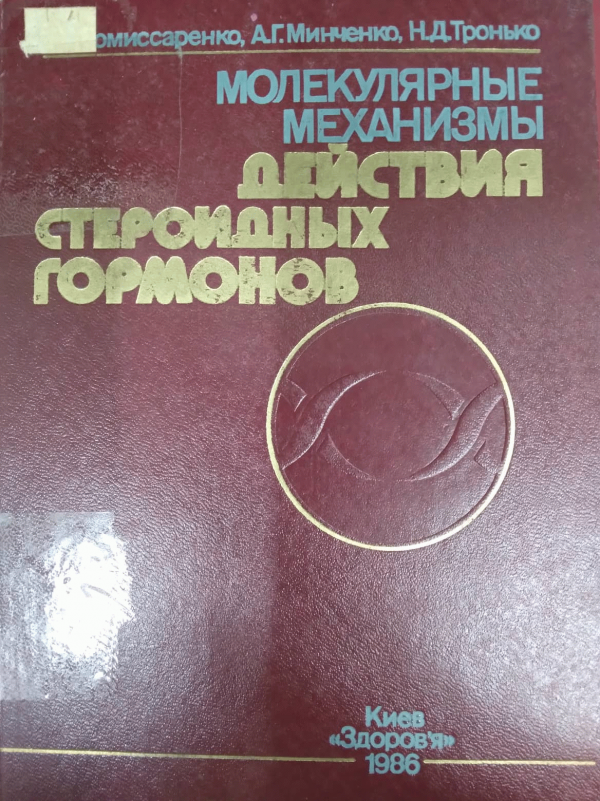 омиссаренко, А.Г.Минченко, Н.Д.Тронько
МОЛЕКУЛЯРНЫЕ
МЕХАНИЗМЫ
ДЕЙСТВИЯ
СТЕРОИДНЫХ
ГОРМОНОВ
Киев
«Здоров'я»
1986